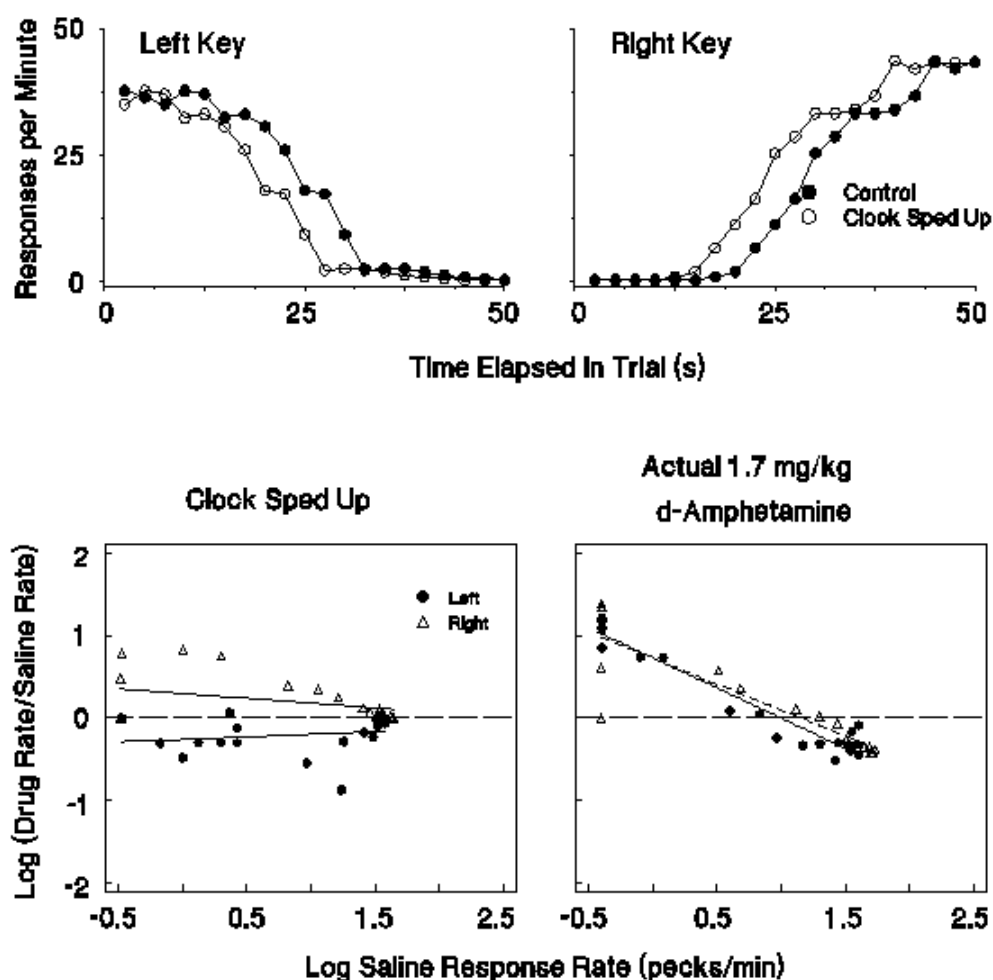 50
Left Key
Right Key
Responses per Minute
25
Control
Clock Sped Up
0
0 25 50 0 25 50
Time Elapsed in Trial (s)
Actual 1.7 mg/kg
d-Amphetamine
Clock Sped Up
Log (Drug Rate/Saline Rate)
2
1
0
-1
-2
Left
Right
-0.5 0.5 1.5 2.5 -0.5 0.5 1.5 2.5
Log Saline Response Rate (pecks/min)